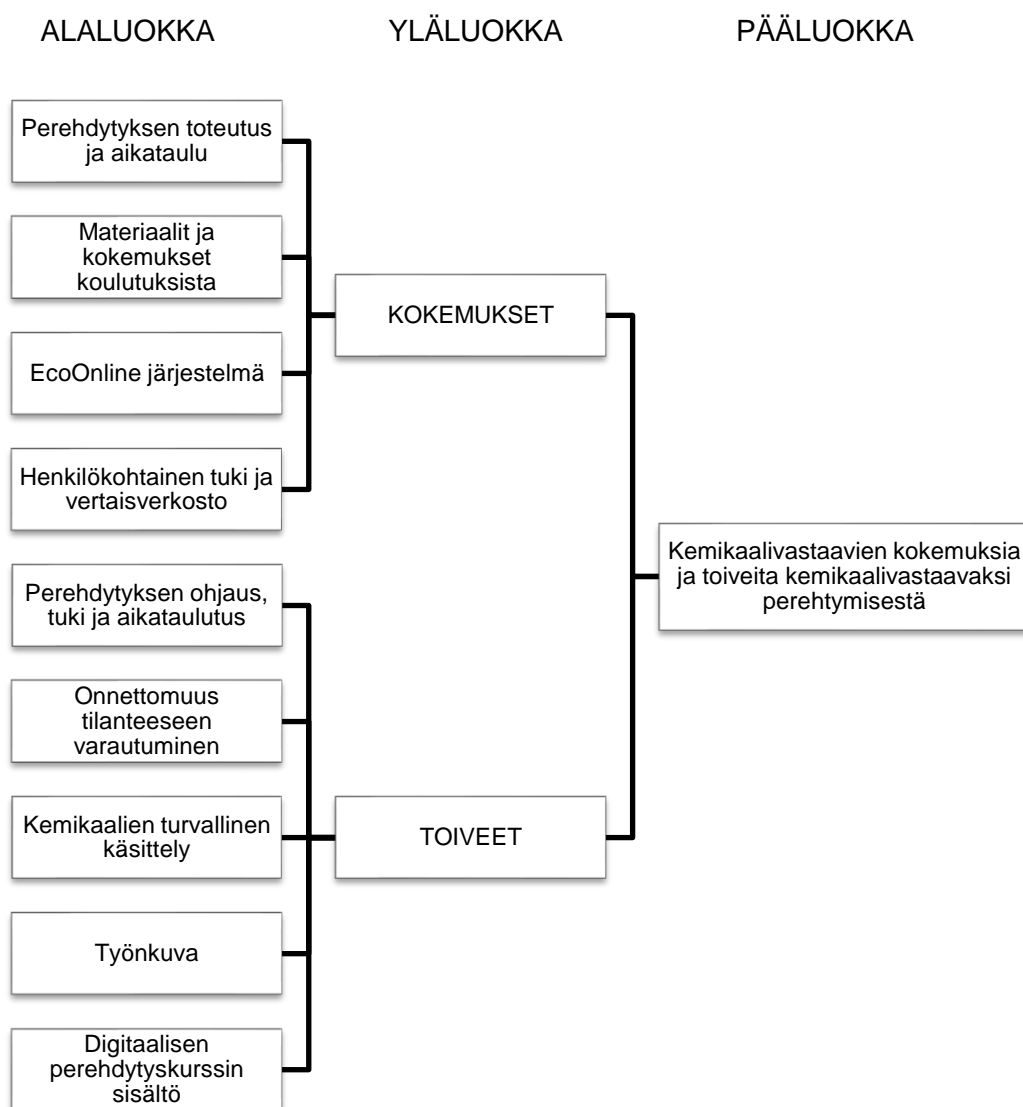 ALALUOKKA YLÄLUOKKA PÄÄLUOKKA
Perehdytyksen toteutus
ja aikataulu
Materiaalit ja
kokemukset
koulutuksista
EcoOnline järjestelmä
Henkilökohtainen tuki ja
vertaisverkosto
KOKEMUKSET
Perehdytyksen ohjaus,
tuki ja aikataulutus
Onnettomuus
tilanteeseen
varautuminen
Kemikaalien turvallinen
käsittely
Työnkuva
Digitaalisen
perehdytyskurssin
sisältö
TOIVEET
Kemikaalivastaavien kokemuksia
ja toiveita kemikaalivastaavaksi
perehtymisestä